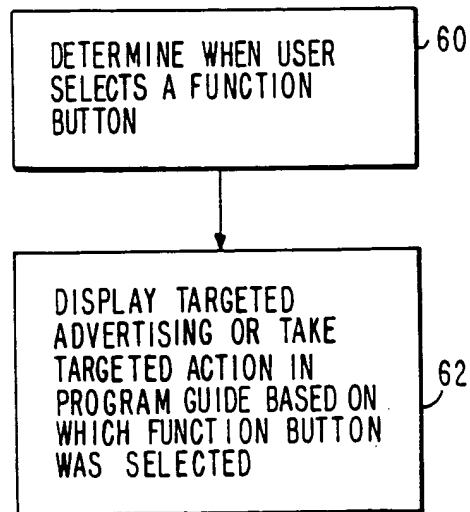 DETERMINE WHEN USER
SELECTS A FUNCTION
BUTTON
60
DISPLAY TARGETED
ADVERTISING OR TAKE
TARGETED ACTION IN
PROGRAM GUIDE BASED ON
WHICH FUNCTION BUTTON
WAS SELECTED
62